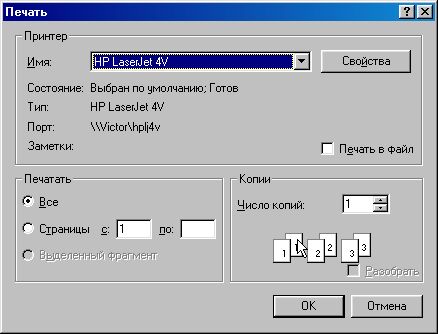 Печать
Принтер
Имя: HP LaserJet 4V Свойства
Состояние: Выбран по умолчанию; Готов
Тип: HP LaserJet 4V
Порт: \\Victor\hplj4v
Заметки: Печать в файл
Печатать
Все
Страницы с: 1 по:
Выделенный фрагмент
Копии
Число копий: 1
1 1 2 2 3 3
Разобрать
OK Отмена